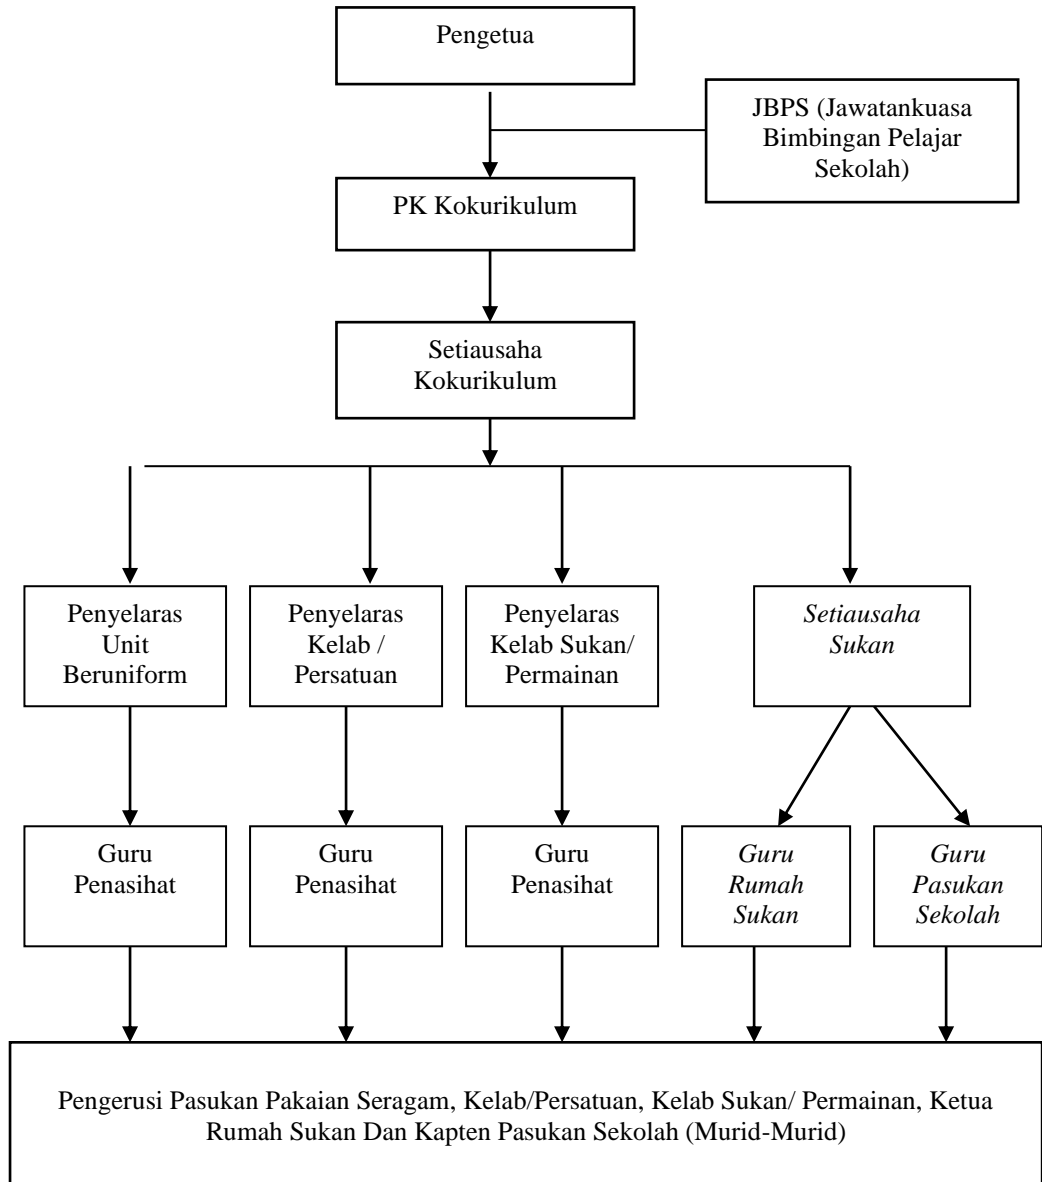 Pengetua
JBPS (Jawatankuasa
Bimbingan Pelajar
Sekolah)
PK Kokurikulum
Setiausaha
Kokurikulum
Penyelaras
Unit
Beruniform
Penyelaras
Kelab /
Persatuan
Penyelaras
Kelab Sukan/
Permainan
Setiausaha
Sukan
Guru
Penasihat
Guru
Penasihat
Guru
Penasihat
Guru
Rumah
Sukan
Guru
Pasukan
Sekolah
Pengerusi Pasukan Pakaian Seragam, Kelab/Persatuan, Kelab Sukan/ Permainan, Ketua
Rumah Sukan Dan Kapten Pasukan Sekolah (Murid-Murid)